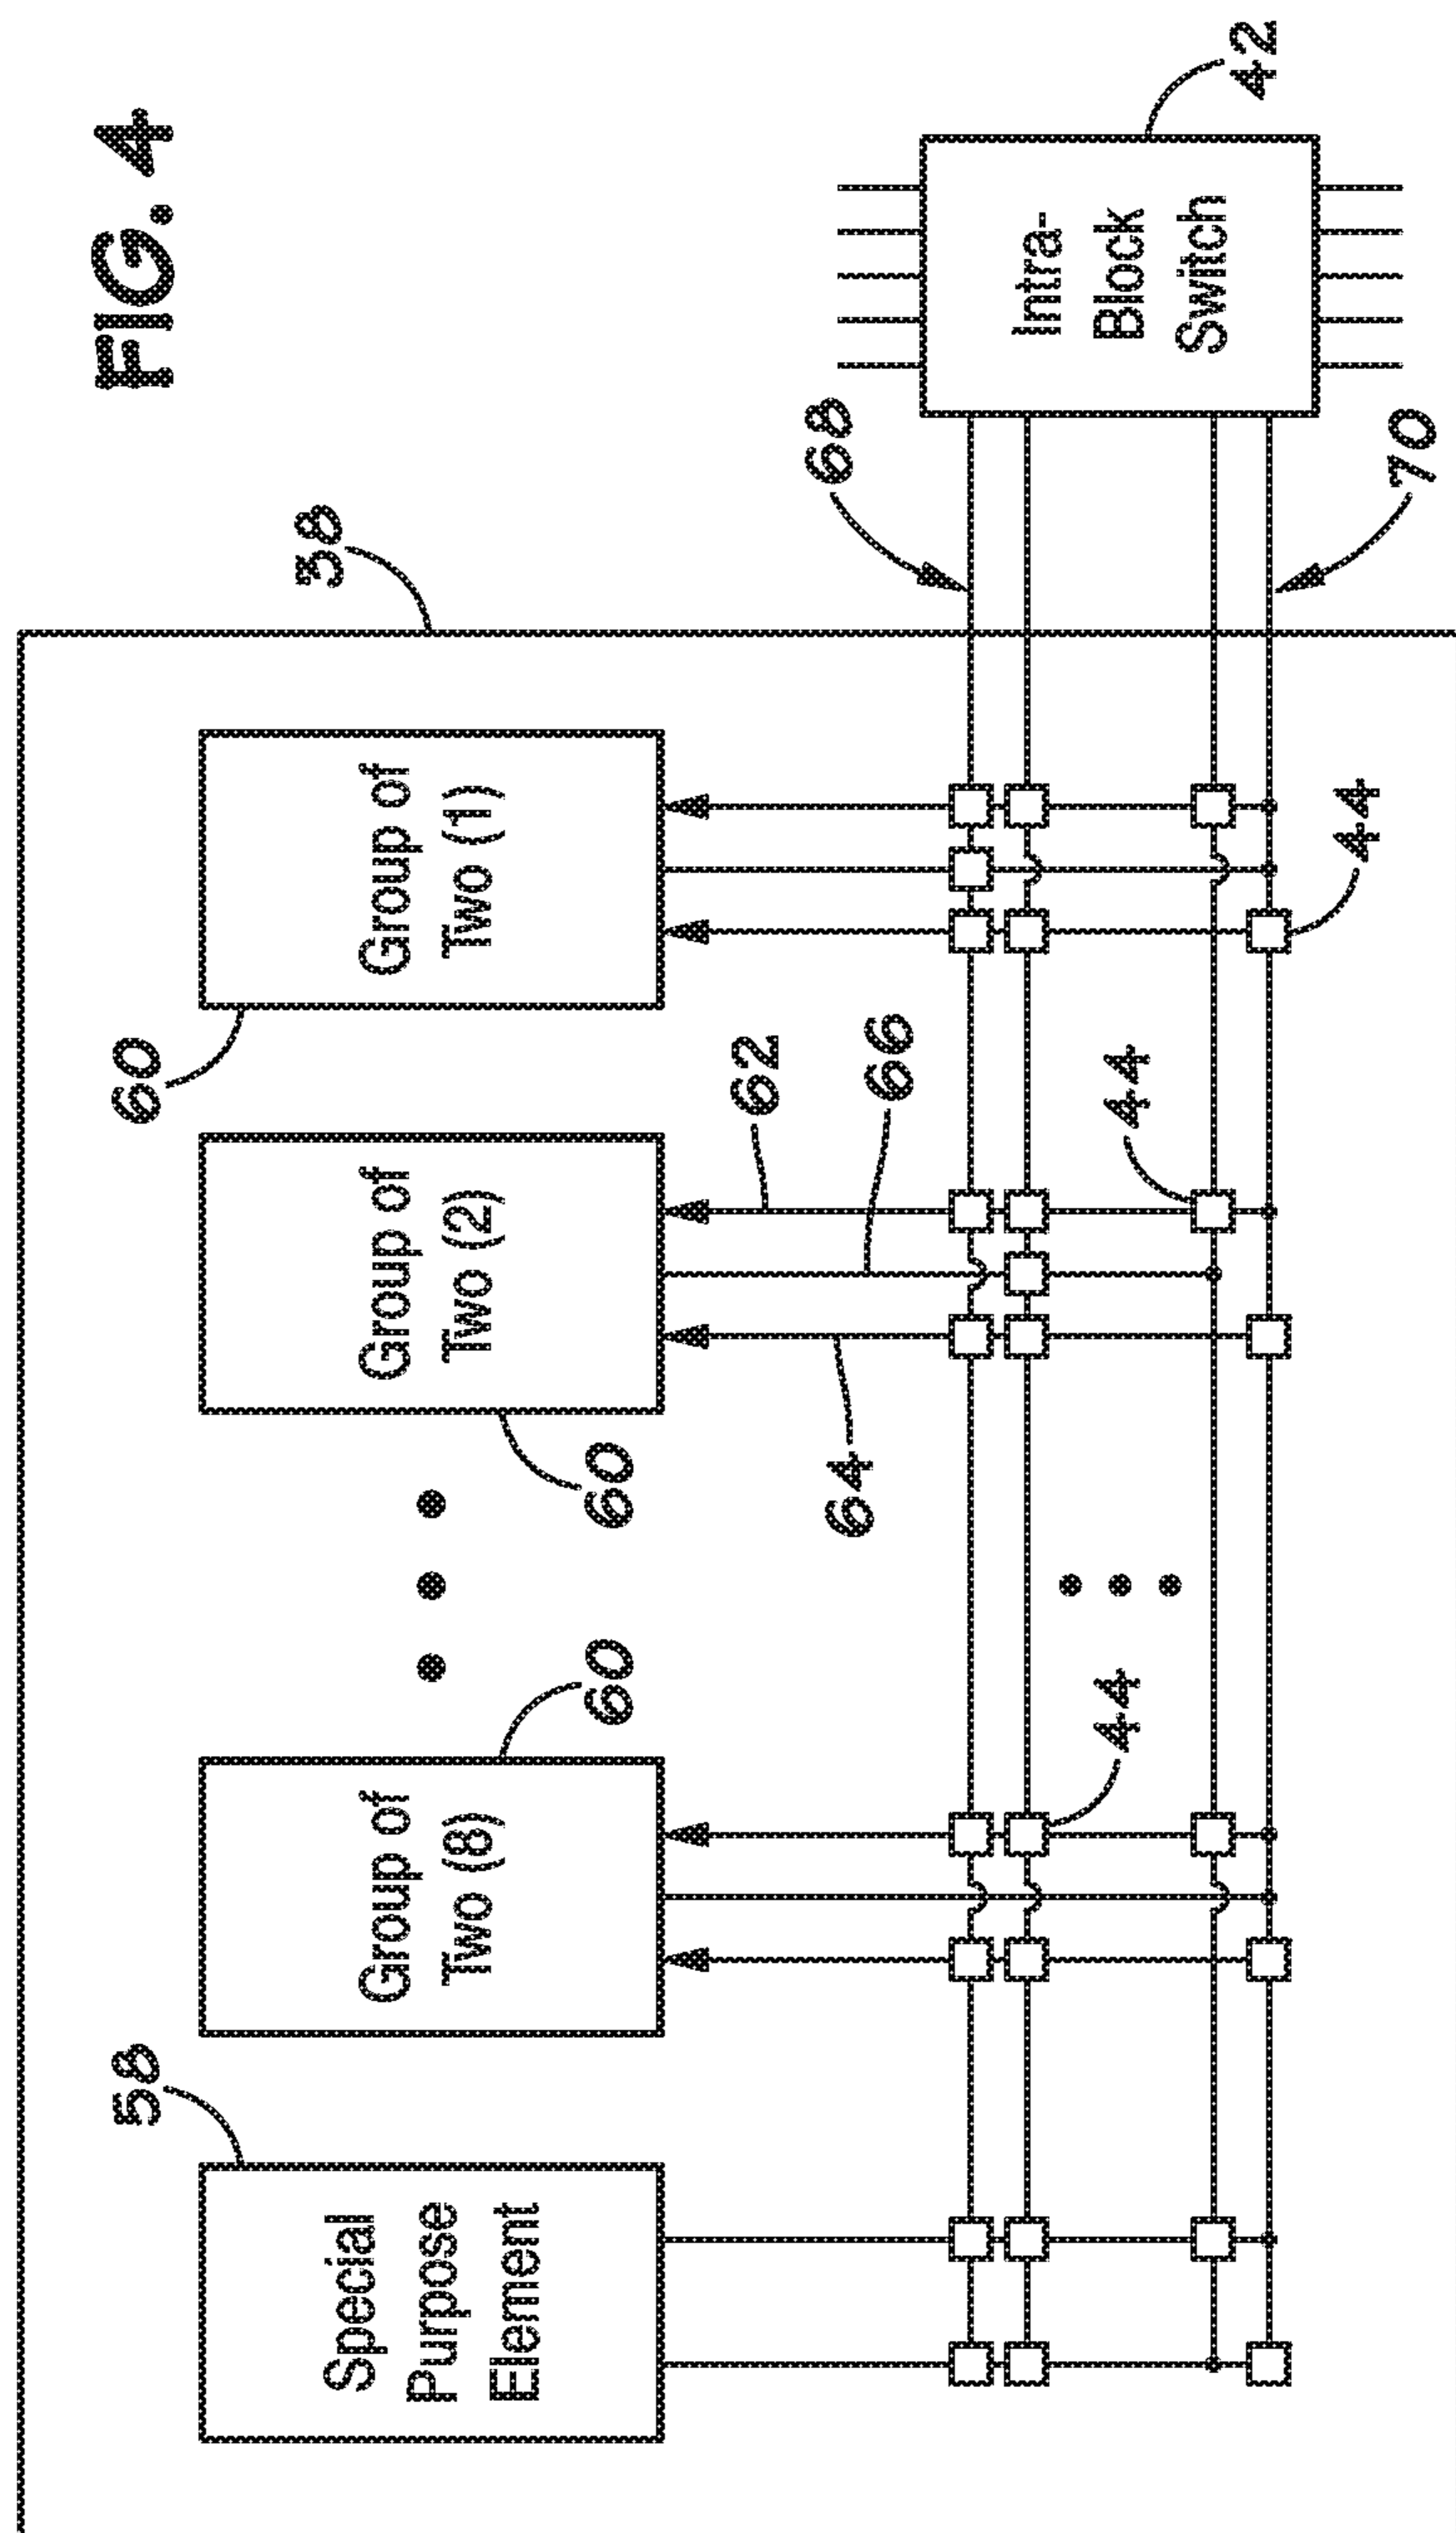 FIG. 4
38
58
60
60
60
Special
Purpose
Element
Group of
Two (8)
Group of
Two (2)
Group of
Two (1)
62
66
64
68
42
44
44
44
44
Intra-
Block
Switch
70